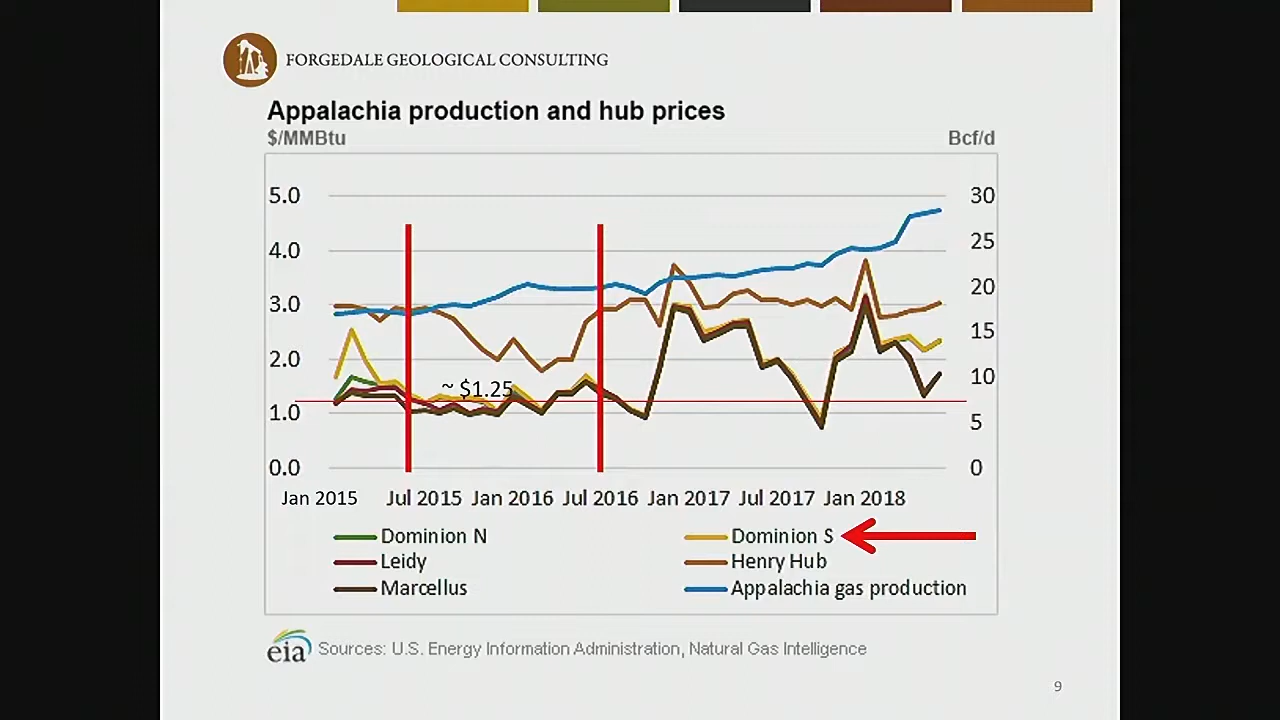 FORGEDALE GEOLOGICAL CONSULTING
Appalachia production and hub prices
$/MMBtu Bcf/d
5.0 30
4.0 25
3.0 20
2.0 15
1.0 10
0.0 5
0
~ $1.25
Jan 2015 Jul 2015 Jan 2016 Jul 2016 Jan 2017 Jul 2017 Jan 2018
Dominion N Dominion S
Leidy Henry Hub
Marcellus Appalachia gas production
eia Sources: U.S. Energy Information Administration, Natural Gas Intelligence
9